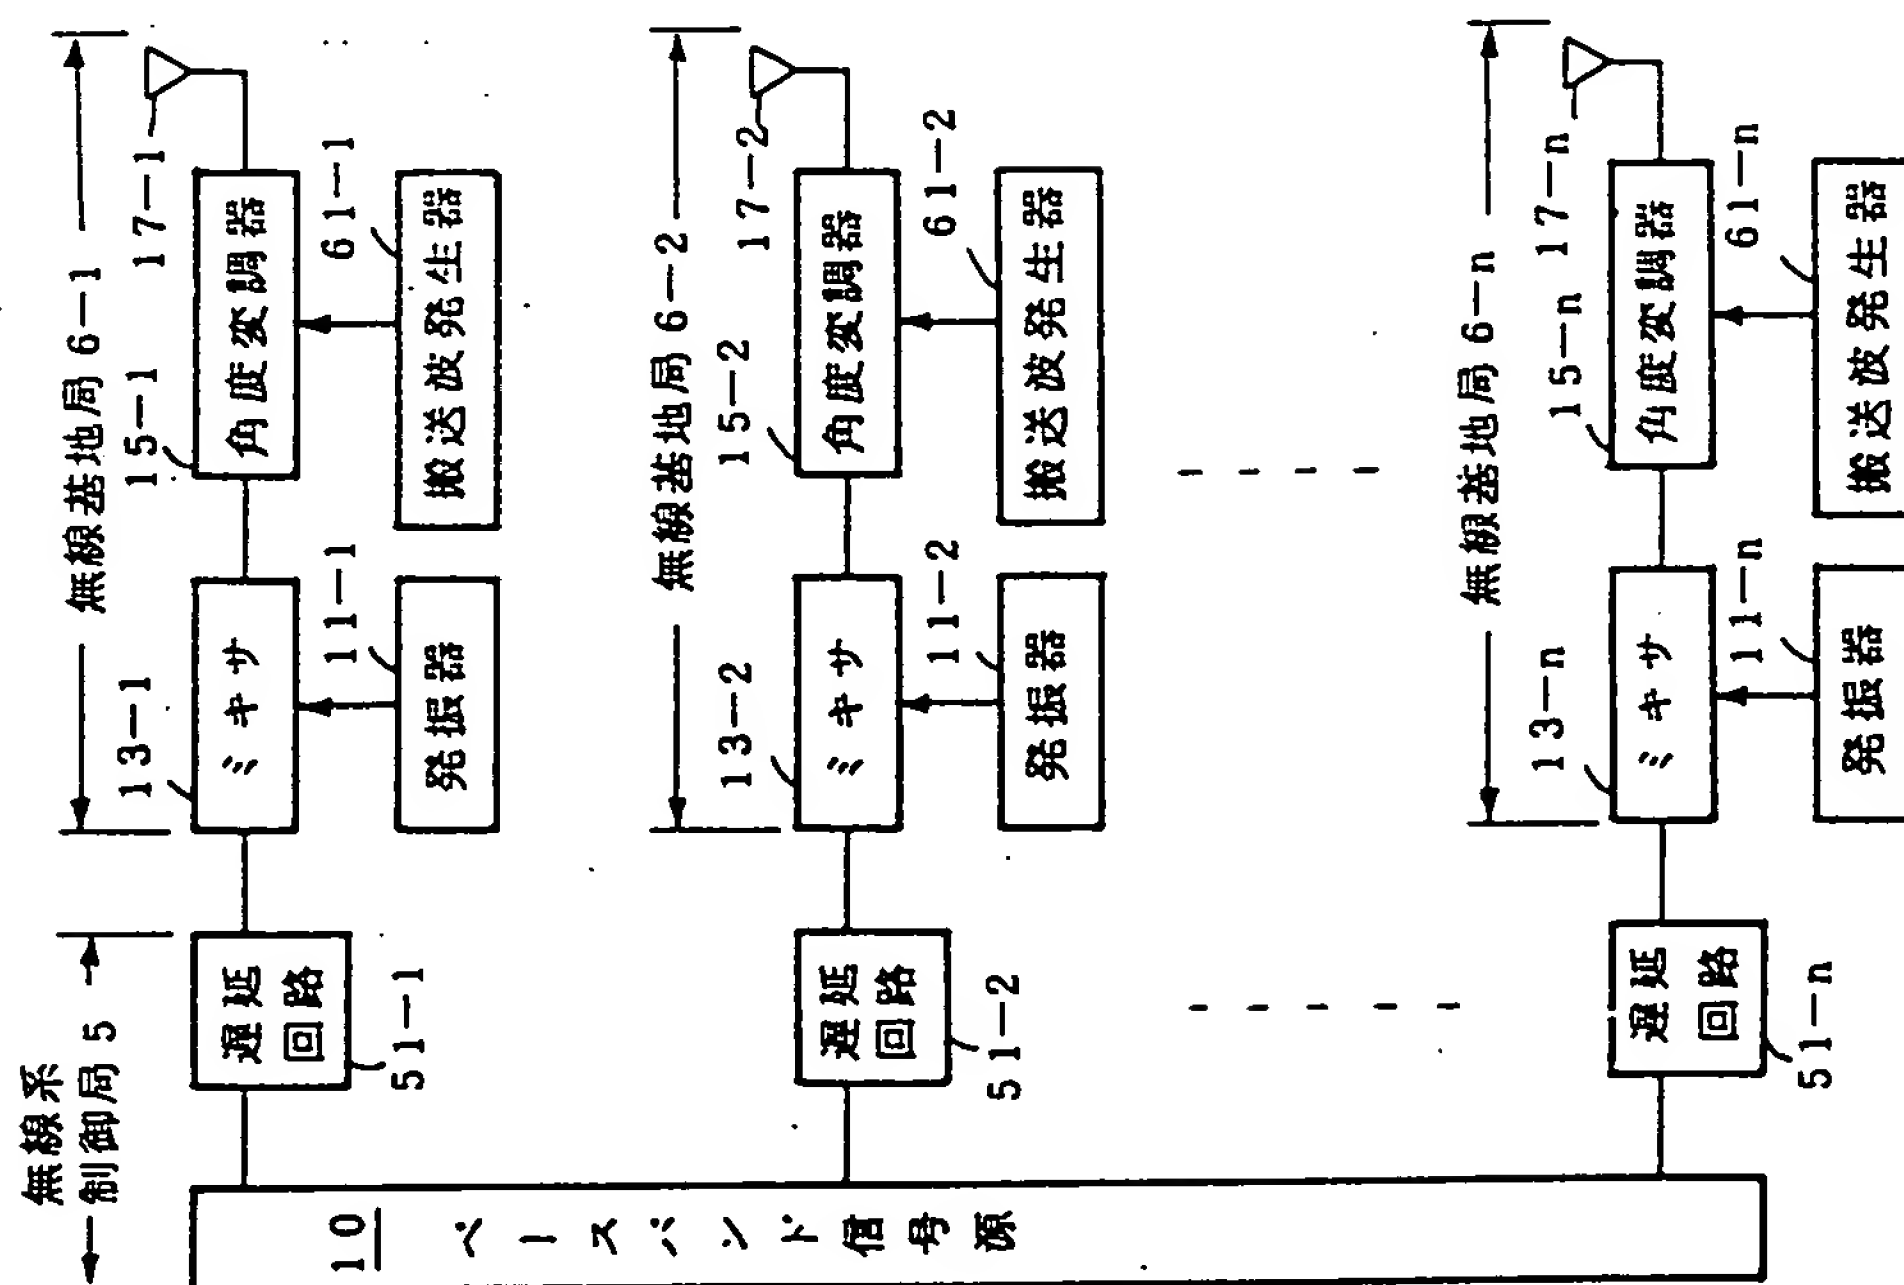 無線系
制御局 5
10
ベースバンド信号源
遅延
回路
51-1
無線基地局 6-1
13-1
ミキサ
11-1
発振器
15-1
角度変調器
61-1
搬送波発生器
17-1
遅延
回路
51-2
無線基地局 6-2
13-2
ミキサ
11-2
発振器
15-2
角度変調器
61-2
搬送波発生器
17-2
遅延
回路
51-n
無線基地局 6-n
13-n
ミキサ
11-n
発振器
15-n
角度変調器
61-n
搬送波発生器
17-n